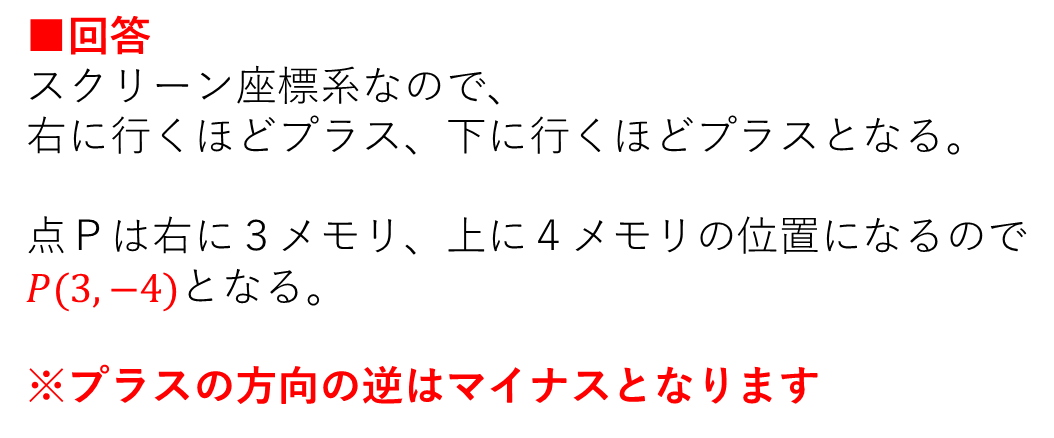 ■回答
スクリーン座標系なので、
右に行くほどプラス、下に行くほどプラスとなる。
点Pは右に3メモリ、上に4メモリの位置になるので
P(3,−4)となる。
※プラスの方向の逆はマイナスとなります